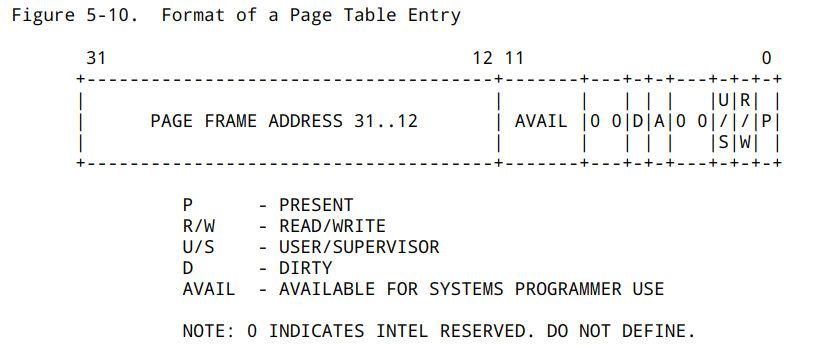 Figure 5-10.  Format of a Page Table Entry
31                                  12 11                      0
+--------------------------------------+-------+---+-+-+---+-+-+-+
|                                      |       |   | | |   |U|R| |
|      PAGE FRAME ADDRESS 31..12       | AVAIL |0 0|D|A|0 0|/|/|P|
|                                      |       |   | | |   |S|W| |
+--------------------------------------+-------+---+-+-+---+-+-+-+
P      - PRESENT
R/W    - READ/WRITE
U/S    - USER/SUPERVISOR
D      - DIRTY
AVAIL  - AVAILABLE FOR SYSTEMS PROGRAMMER USE
NOTE: 0 INDICATES INTEL RESERVED. DO NOT DEFINE.